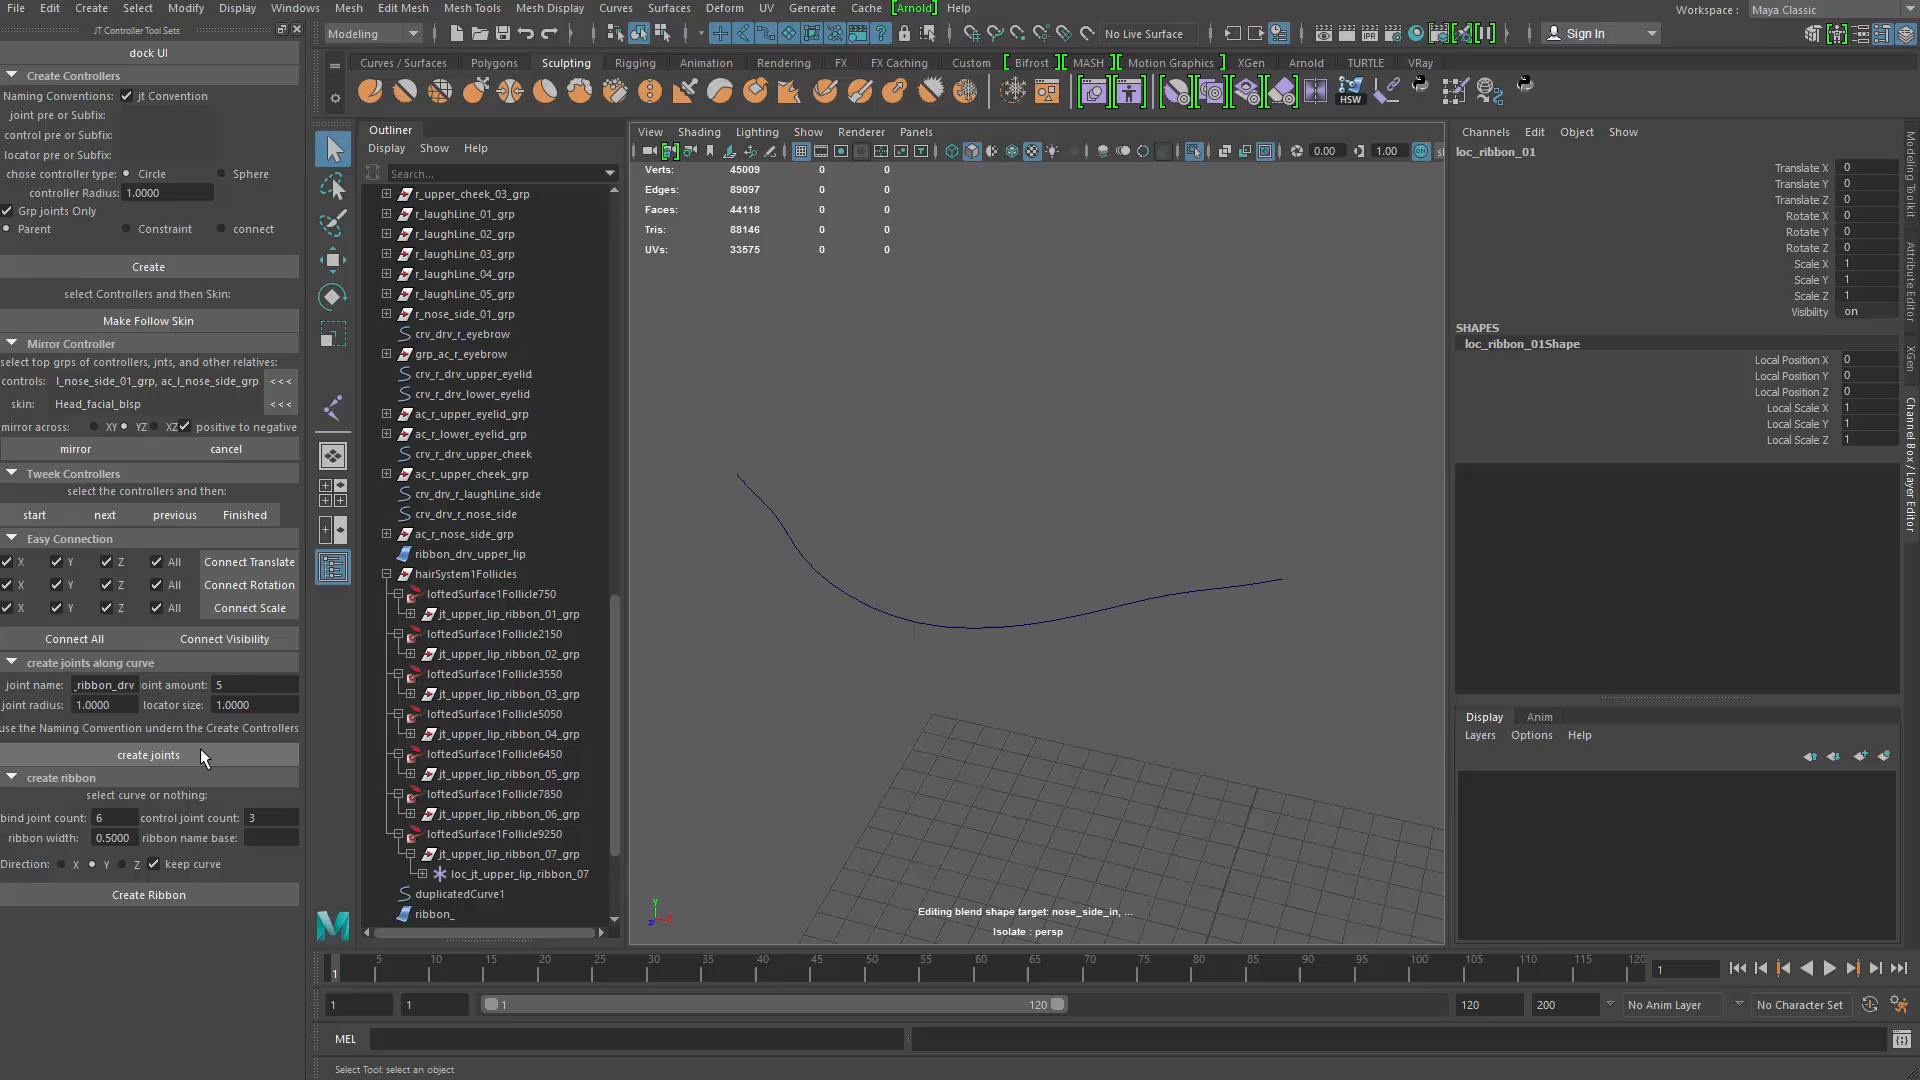 File Edit Create Select Modify Display Windows Mesh Edit Mesh Mesh Tools Mesh Display Curves Surfaces Deform UV Generate Cache [Arnold] Help
Workspace : Maya Classic
JT Controller Tool Sets
Modeling
No Live Surface
Sign In
dock UI
Curves / Surfaces Polygons Sculpting Rigging Animation Rendering FX FX Caching Custom Bifrost MASH Motion Graphics XGen Arnold TURTLE VRay
HSW
Create Controllers
Naming Conventions: jt Convention
joint pre or Subfix:
control pre or Subfix:
locator pre or Subfix:
chose controller type: Circle Sphere
controller Radius: 1.0000
Grp joints Only
Parent Constraint connect
Create
select Controllers and then Skin:
Make Follow Skin
Mirror Controller
select top grps of controllers, jnts, and other relatives:
controls: l_nose_side_01_grp, ac_l_nose_side_grp <<<
skin: Head_facial_blsp <<<
mirror across: XY YZ XZ positive to negative
mirror cancel
Tweek Controllers
select the controllers and then:
start next previous Finished
Easy Connection
X Y Z All Connect Translate
X Y Z All Connect Rotation
X Y Z All Connect Scale
Connect All Connect Visibility
create joints along curve
joint name: _ribbon_drv oint amount: 5
joint radius: 1.0000 locator size: 1.0000
use the Naming Convention undern the Create Controllers
create joints
create ribbon
select curve or nothing:
bind joint count: 6 control joint count: 3
ribbon width: 0.5000 ribbon name base:
Direction: X Y Z keep curve
Create Ribbon
Outliner
Display Show Help
Search...
r_upper_cheek_03_grp
r_laughLine_01_grp
r_laughLine_02_grp
r_laughLine_03_grp
r_laughLine_04_grp
r_laughLine_05_grp
r_nose_side_01_grp
crv_drv_r_eyebrow
grp_ac_r_eyebrow
crv_r_drv_upper_eyelid
crv_r_drv_lower_eyelid
ac_r_upper_eyelid_grp
ac_r_lower_eyelid_grp
crv_r_drv_upper_cheek
ac_r_upper_cheek_grp
crv_drv_r_laughLine_side
crv_drv_r_nose_side
ac_r_nose_side_grp
ribbon_drv_upper_lip
hairSystem1Follicles
loftedSurface1Follicle750
jt_upper_lip_ribbon_01_grp
loftedSurface1Follicle2150
jt_upper_lip_ribbon_02_grp
loftedSurface1Follicle3550
jt_upper_lip_ribbon_03_grp
loftedSurface1Follicle5050
jt_upper_lip_ribbon_04_grp
loftedSurface1Follicle6450
jt_upper_lip_ribbon_05_grp
loftedSurface1Follicle7850
jt_upper_lip_ribbon_06_grp
loftedSurface1Follicle9250
jt_upper_lip_ribbon_07_grp
loc_jt_upper_lip_ribbon_07
duplicatedCurve1
ribbon_
View Shading Lighting Show Renderer Panels
0.00 1.00
Verts: 45009 0 0
Edges: 89097 0 0
Faces: 44118 0 0
Tris: 88146 0 0
UVs: 33575 0 0
y
Editing blend shape target: nose_side_in, ...
Isolate : persp
Channels Edit Object Show
loc_ribbon_01
Translate X 0
Translate Y 0
Translate Z 0
Rotate X 0
Rotate Y 0
Rotate Z 0
Scale X 1
Scale Y 1
Scale Z 1
Visibility on
SHAPES
loc_ribbon_01Shape
Local Position X 0
Local Position Y 0
Local Position Z 0
Local Scale X 1
Local Scale Y 1
Local Scale Z 1
Display Anim
Layers Options Help
Modeling Toolkit
Attribute Editor
XGen
Channel Box / Layer Editor
1 5 10 15 20 25 30 35 40 45 50 55 60 65 70 75 80 85 90 95 100 105 110 115 120
1
1 1 1 120 120 200 No Anim Layer No Character Set
MEL
Select Tool: select an object